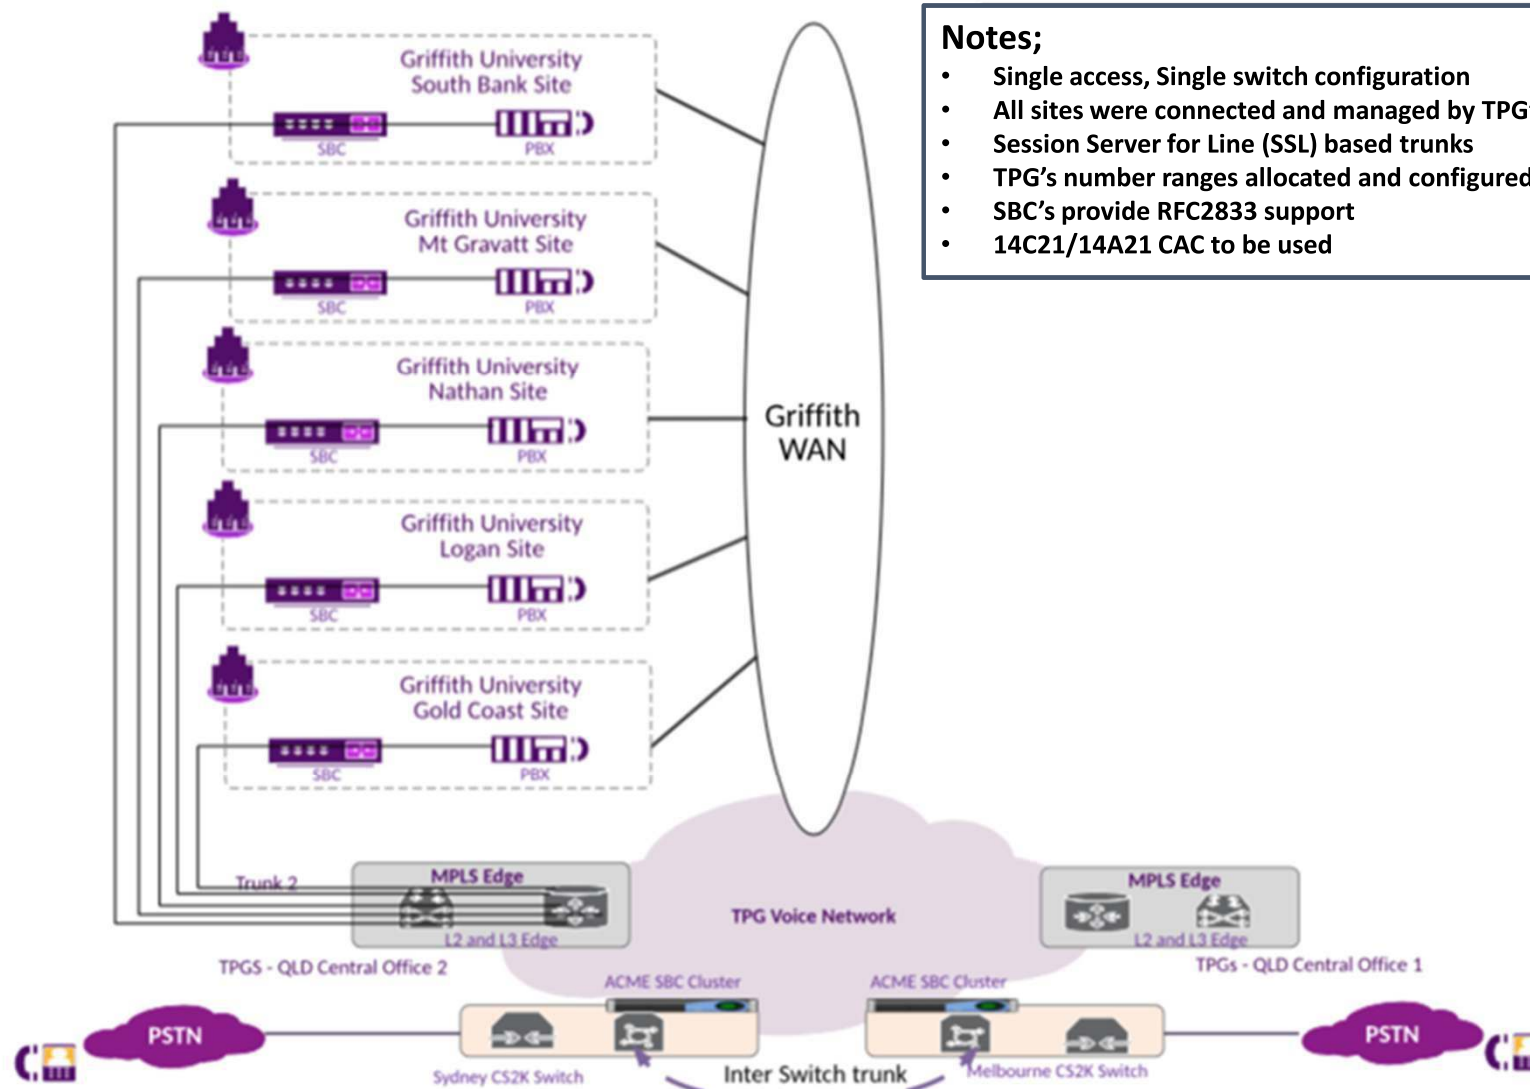 Notes;
• Single access, Single switch configuration
• All sites were connected and managed by TPG
• Session Server for Line (SSL) based trunks
• TPG’s number ranges allocated and configured
• SBC’s provide RFC2833 support
• 14C21/14A21 CAC to be used
Griffith University
South Bank Site
SBC
PBX
Griffith University
Mt Gravatt Site
SBC
PBX
Griffith University
Nathan Site
SBC
PBX
Griffith University
Logan Site
SBC
PBX
Griffith University
Gold Coast Site
SBC
PBX
Griffith
WAN
Trunk 2
MPLS Edge
L2 and L3 Edge
TPGS - QLD Central Office 2
TPG Voice Network
MPLS Edge
L2 and L3 Edge
TPGs - QLD Central Office 1
ACME SBC Cluster
ACME SBC Cluster
PSTN
PSTN
Sydney CS2K Switch
Inter Switch trunk
Melbourne CS2K Switch